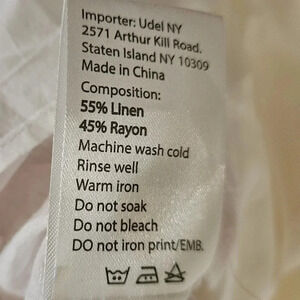 Importer: Udel NY
2571 Arthur Kill Road.
Staten Island NY 10309
Made in China
Composition:
55% Linen
45% Rayon
Machine wash cold
Rinse well
Warm iron
Do not soak
Do not bleach
DO not iron print/EMB.